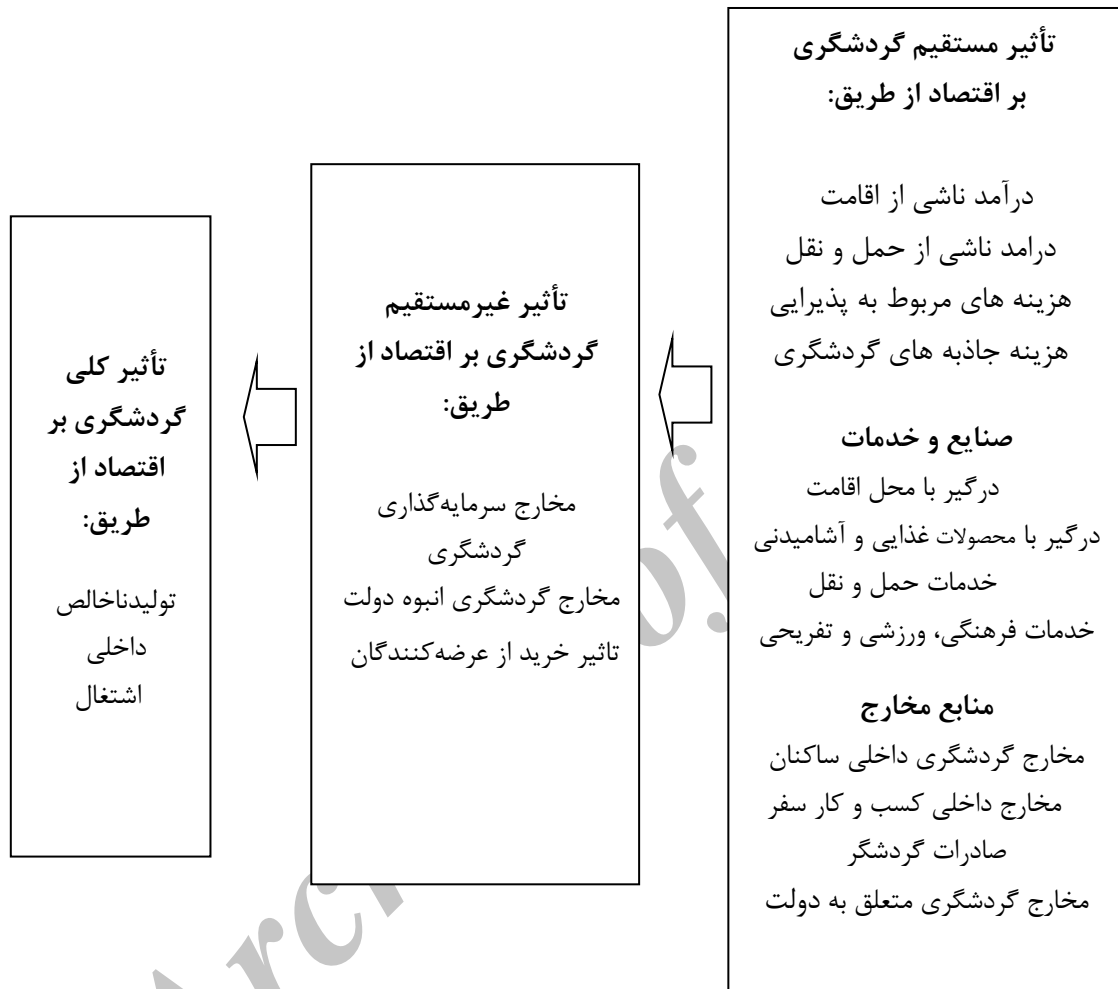 تأثیر مستقیم گردشگری
بر اقتصاد از طریق:
درآمد ناشی از اقامت
درامد ناشی از حمل و نقل
هزینه های مربوط به پذیرایی
هزینه جاذبه های گردشگری
صنایع و خدمات
درگیر با محل اقامت
درگیر با محصولات غذایی و آشامیدنی
خدمات حمل و نقل
خدمات فرهنگی، ورزشی و تفریحی
منابع مخارج
مخارج گردشگری داخلی ساکنان
مخارج داخلی کسب و کار سفر
صادرات گردشگر
مخارج گردشگری متعلق به دولت
تأثیر غیرمستقیم
گردشگری بر اقتصاد از
طریق:
مخارج سرمایه‌گذاری
گردشگری
مخارج گردشگری انبوه دولت
تاثیر خرید از عرضه‌کنندگان
تأثیر کلی
گردشگری بر
اقتصاد از
طریق:
تولیدناخالص
داخلی
اشتغال
of